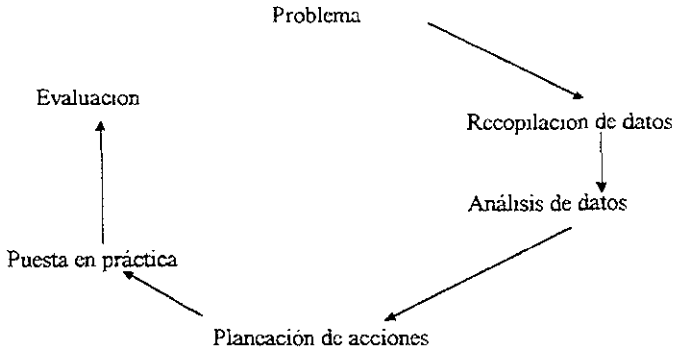 Problema
Evaluacion
Recopilacion de datos
Análisis de datos
Puesta en práctica
Planeación de acciones